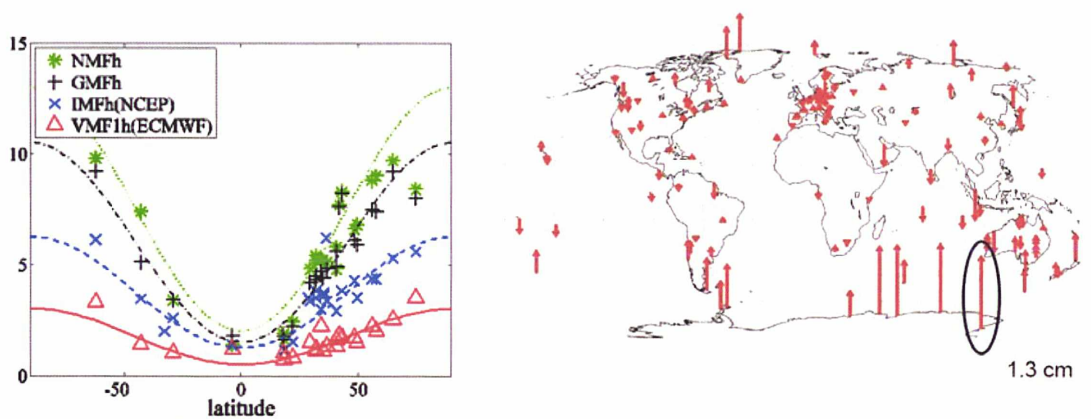 15
10
5
0
NMFh
GMFh
IMFh(NCEP)
VMF1h(ECMWF)
-50 0 50
latitude
1.3 cm